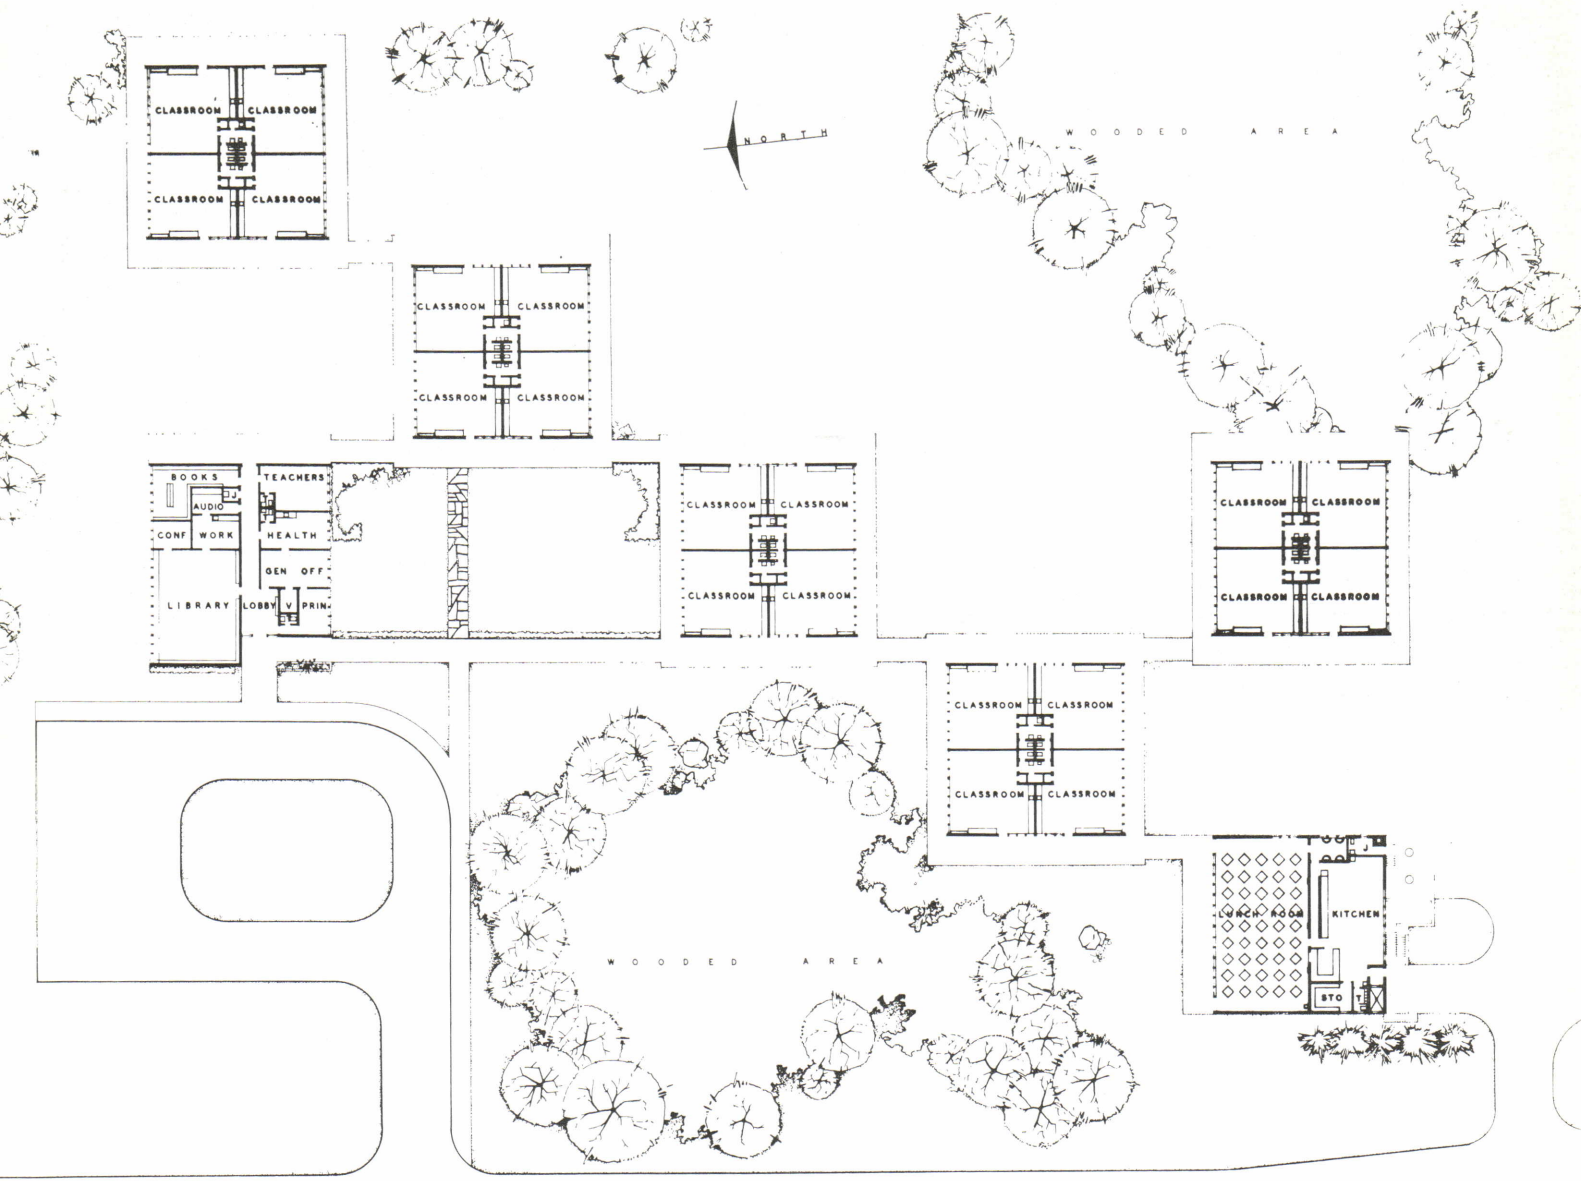 CLASSROOM CLASSROOM
CLASSROOM CLASSROOM
NORTH
WOODED AREA
CLASSROOM CLASSROOM
CLASSROOM CLASSROOM
BOOKS
J
AUDIO
CONF WORK
LIBRARY
TEACHERS
HEALTH
GEN OFF
LOBBY V PRIN
CLASSROOM CLASSROOM
CLASSROOM CLASSROOM
CLASSROOM CLASSROOM
CLASSROOM CLASSROOM
CLASSROOM CLASSROOM
CLASSROOM CLASSROOM
WOODED AREA
J
LUNCH ROOM KITCHEN
STO T